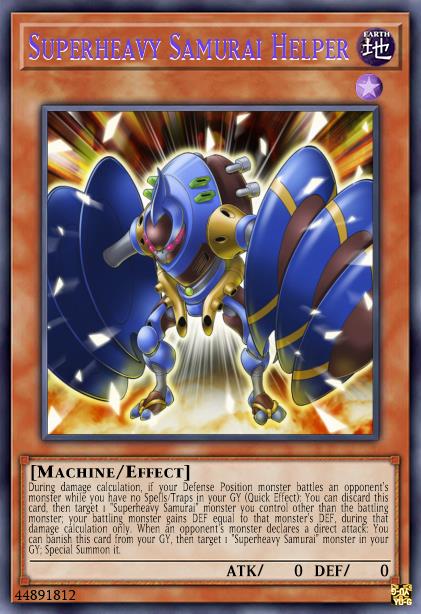 Superheavy Samurai Helper
EARTH
地
[Machine/Effect]
During damage calculation, if your Defense Position monster battles an opponent's
monster while you have no Spells/Traps in your GY (Quick Effect): You can discard
this card, then target 1 "Superheavy Samurai" monster you control other than the battling
monster; your battling monster gains DEF equal to that monster's DEF, during that
damage calculation only. When an opponent's monster declares a direct attack: You
can banish this card from your GY, then target 1 "Superheavy Samurai" monster in your
GY; Special Summon it.
ATK/ 0 DEF/ 0
44891812